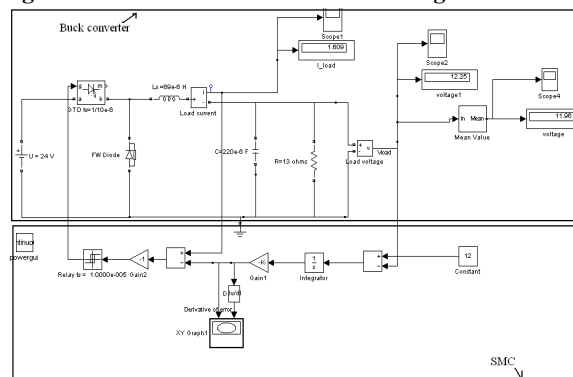 Buck converter
Scope1
1.609
I_load
Scope2
12.25
voltage1
Scope4
In Mean
Mean Value
11.96
voltage
g m
a k
GTO ts=1/10e-6
Ls=69e-6 H
Load current
U = 24 V
FW Diode
C=220e-6 F
R=13 ohms
v
Vload
Load voltage
powergui
Relay ts = 1.0000e-005
-1
Gain2
-K-
Gain1
1
s
Integrator
12
Constant
du/dt
Derivative of error
XY Graph1
SMC